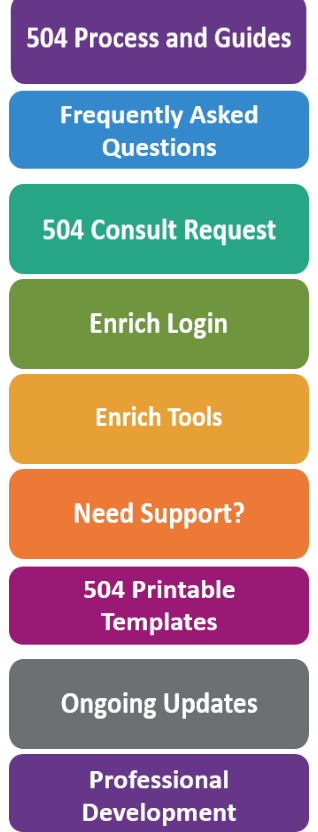 504 Process and Guides
Frequently Asked
Questions
504 Consult Request
Enrich Login
Enrich Tools
Need Support?
504 Printable
Templates
Ongoing Updates
Professional
Development